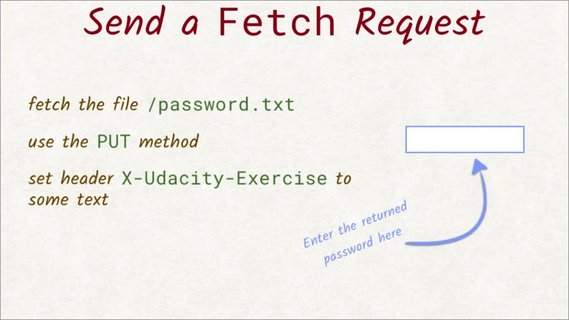 Send a Fetch Request
fetch the file /password.txt
use the PUT method
set header X-Udacity-Exercise to
some text
Enter the returned
password here